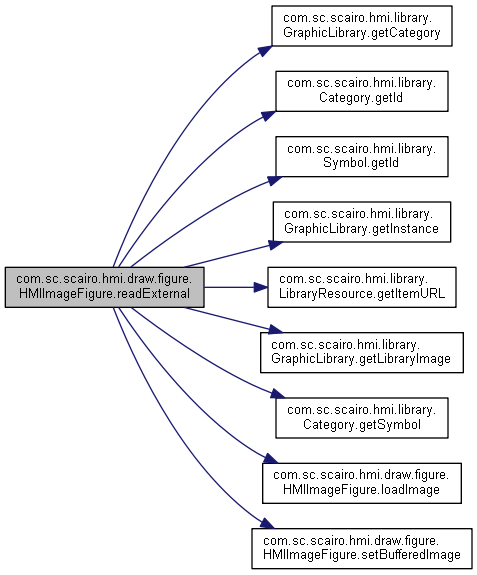 com.sc.scairo.hmi.library.
GraphicLibrary.getCategory
com.sc.scairo.hmi.library.
Category.getId
com.sc.scairo.hmi.library.
Symbol.getId
com.sc.scairo.hmi.library.
GraphicLibrary.getInstance
com.sc.scairo.hmi.draw.figure.
HMIImageFigure.readExternal
com.sc.scairo.hmi.library.
LibraryResource.getItemURL
com.sc.scairo.hmi.library.
GraphicLibrary.getLibraryImage
com.sc.scairo.hmi.library.
Category.getSymbol
com.sc.scairo.hmi.draw.figure.
HMIImageFigure.loadImage
com.sc.scairo.hmi.draw.figure.
HMIImageFigure.setBufferedImage